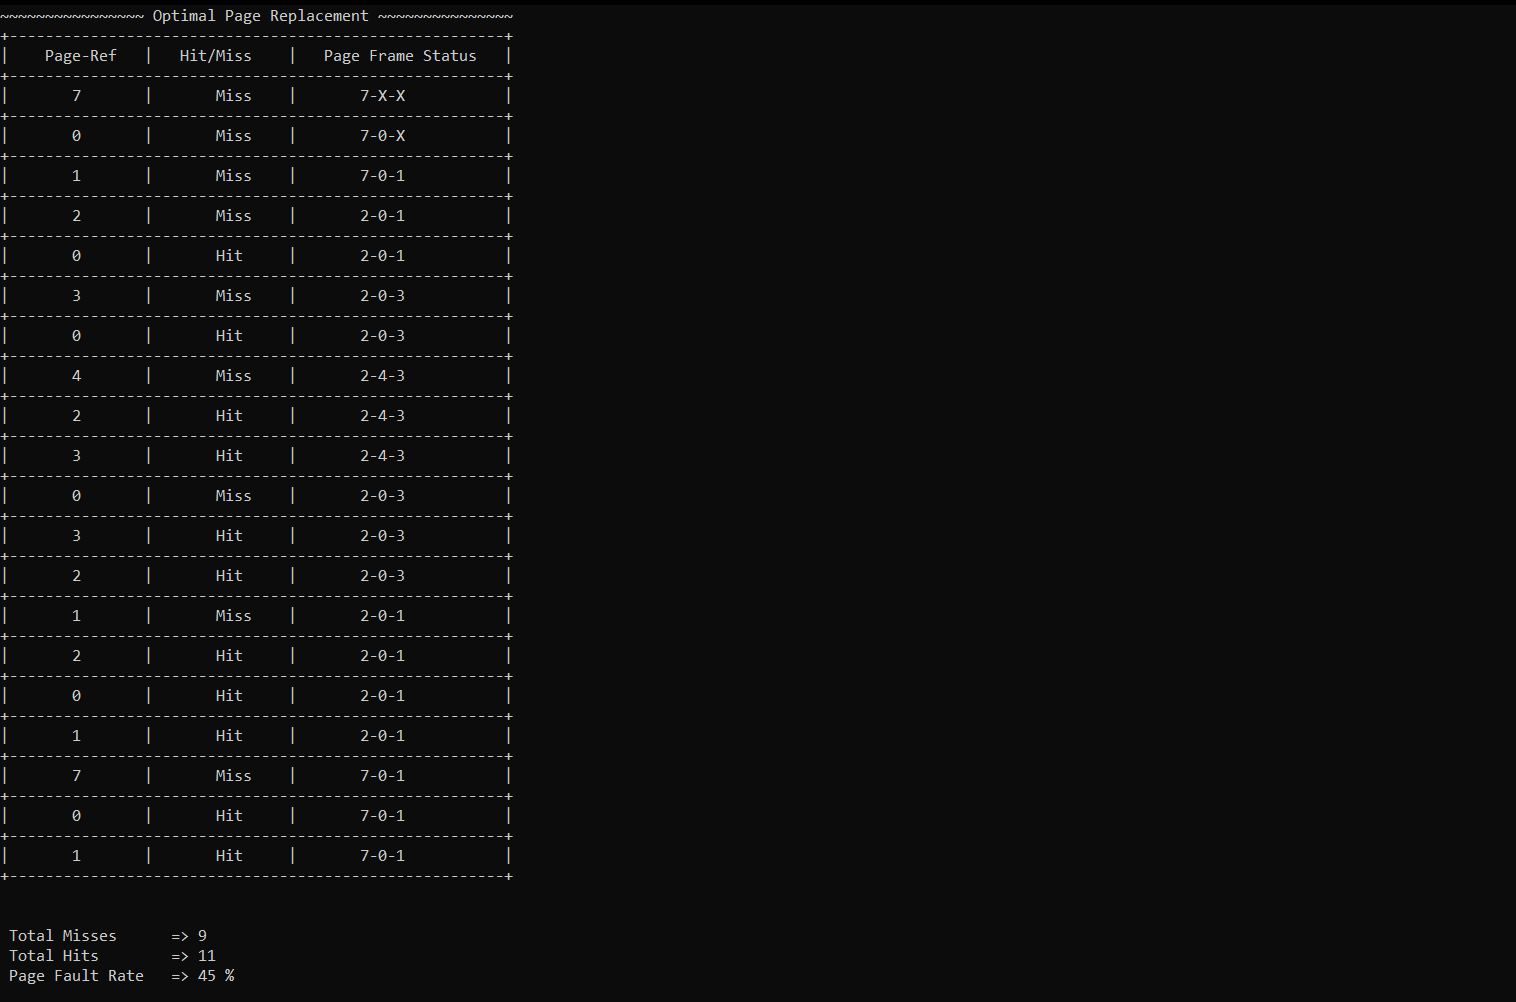 ~~~~~~~~~~~~~~~~ Optimal Page Replacement ~~~~~~~~~~~~~~~
+-------------------------------------------------------+
|    Page-Ref   |   Hit/Miss    |   Page Frame Status   |
+-------------------------------------------------------+
|       7       |       Miss    |       7-X-X           |
+-------------------------------------------------------+
|       0       |       Miss    |       7-0-X           |
+-------------------------------------------------------+
|       1       |       Miss    |       7-0-1           |
+-------------------------------------------------------+
|       2       |       Miss    |       2-0-1           |
+-------------------------------------------------------+
|       0       |       Hit     |       2-0-1           |
+-------------------------------------------------------+
|       3       |       Miss    |       2-0-3           |
+-------------------------------------------------------+
|       0       |       Hit     |       2-0-3           |
+-------------------------------------------------------+
|       4       |       Miss    |       2-4-3           |
+-------------------------------------------------------+
|       2       |       Hit     |       2-4-3           |
+-------------------------------------------------------+
|       3       |       Hit     |       2-4-3           |
+-------------------------------------------------------+
|       0       |       Miss    |       2-0-3           |
+-------------------------------------------------------+
|       3       |       Hit     |       2-0-3           |
+-------------------------------------------------------+
|       2       |       Hit     |       2-0-3           |
+-------------------------------------------------------+
|       1       |       Miss    |       2-0-1           |
+-------------------------------------------------------+
|       2       |       Hit     |       2-0-1           |
+-------------------------------------------------------+
|       0       |       Hit     |       2-0-1           |
+-------------------------------------------------------+
|       1       |       Hit     |       2-0-1           |
+-------------------------------------------------------+
|       7       |       Miss    |       7-0-1           |
+-------------------------------------------------------+
|       0       |       Hit     |       7-0-1           |
+-------------------------------------------------------+
|       1       |       Hit     |       7-0-1           |
+-------------------------------------------------------+
Total Misses      => 9
Total Hits        => 11
Page Fault Rate   => 45 %